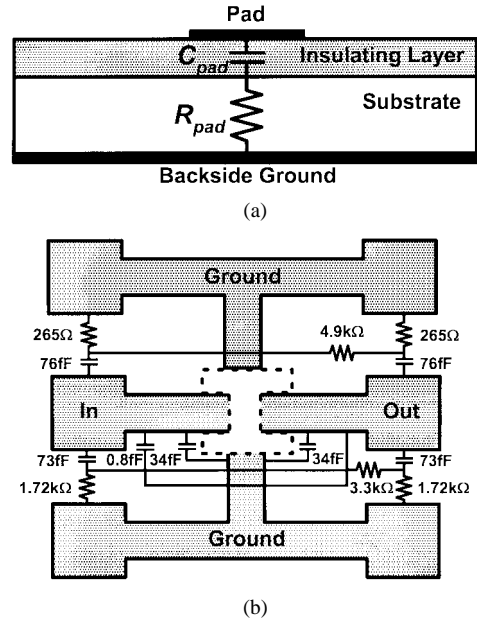 Pad
C_pad Insulating Layer
Substrate
R_pad
Backside Ground
(a)
Ground
265Ω 4.9kΩ 265Ω
76fF 76fF
In Out
73fF 0.8fF 34fF 34fF 73fF
1.72kΩ 3.3kΩ 1.72kΩ
Ground
(b)